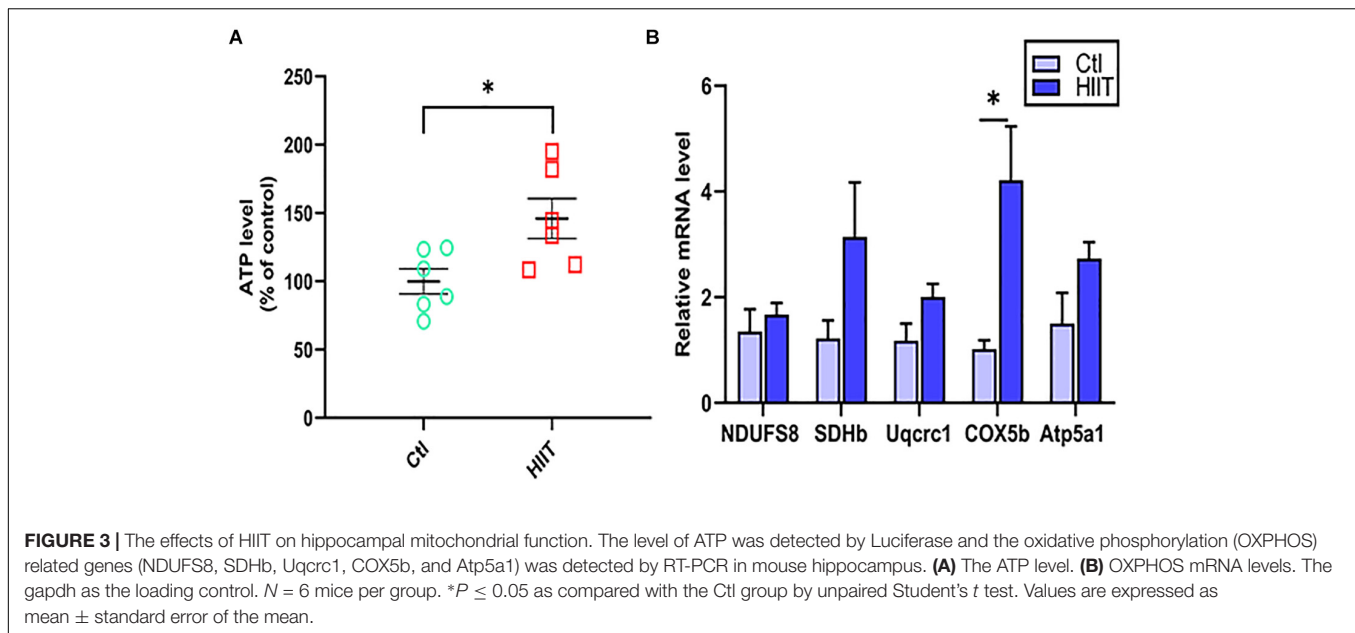 A
B
250
200
150
100
50
0
ATP level
(% of control)
*
Ctl
HIIT
Ctl
HIIT
6
4
2
0
Relative mRNA level
*
NDUFS8 SDHb Uqcrc1 COX5b Atp5a1
FIGURE 3 | The effects of HIIT on hippocampal mitochondrial function. The level of ATP was detected by Luciferase and the oxidative phosphorylation (OXPHOS)
related genes (NDUFS8, SDHb, Uqcrc1, COX5b, and Atp5a1) was detected by RT-PCR in mouse hippocampus. (A) The ATP level. (B) OXPHOS mRNA levels. The
gapdh as the loading control. N = 6 mice per group. *P ≤ 0.05 as compared with the Ctl group by unpaired Student's t test. Values are expressed as
mean ± standard error of the mean.